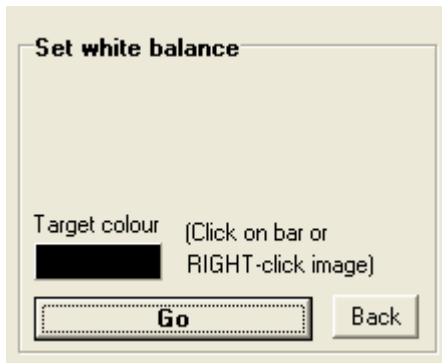 Set white balance
Target colour
(Click on bar or
RIGHT-click image)
Go
Back